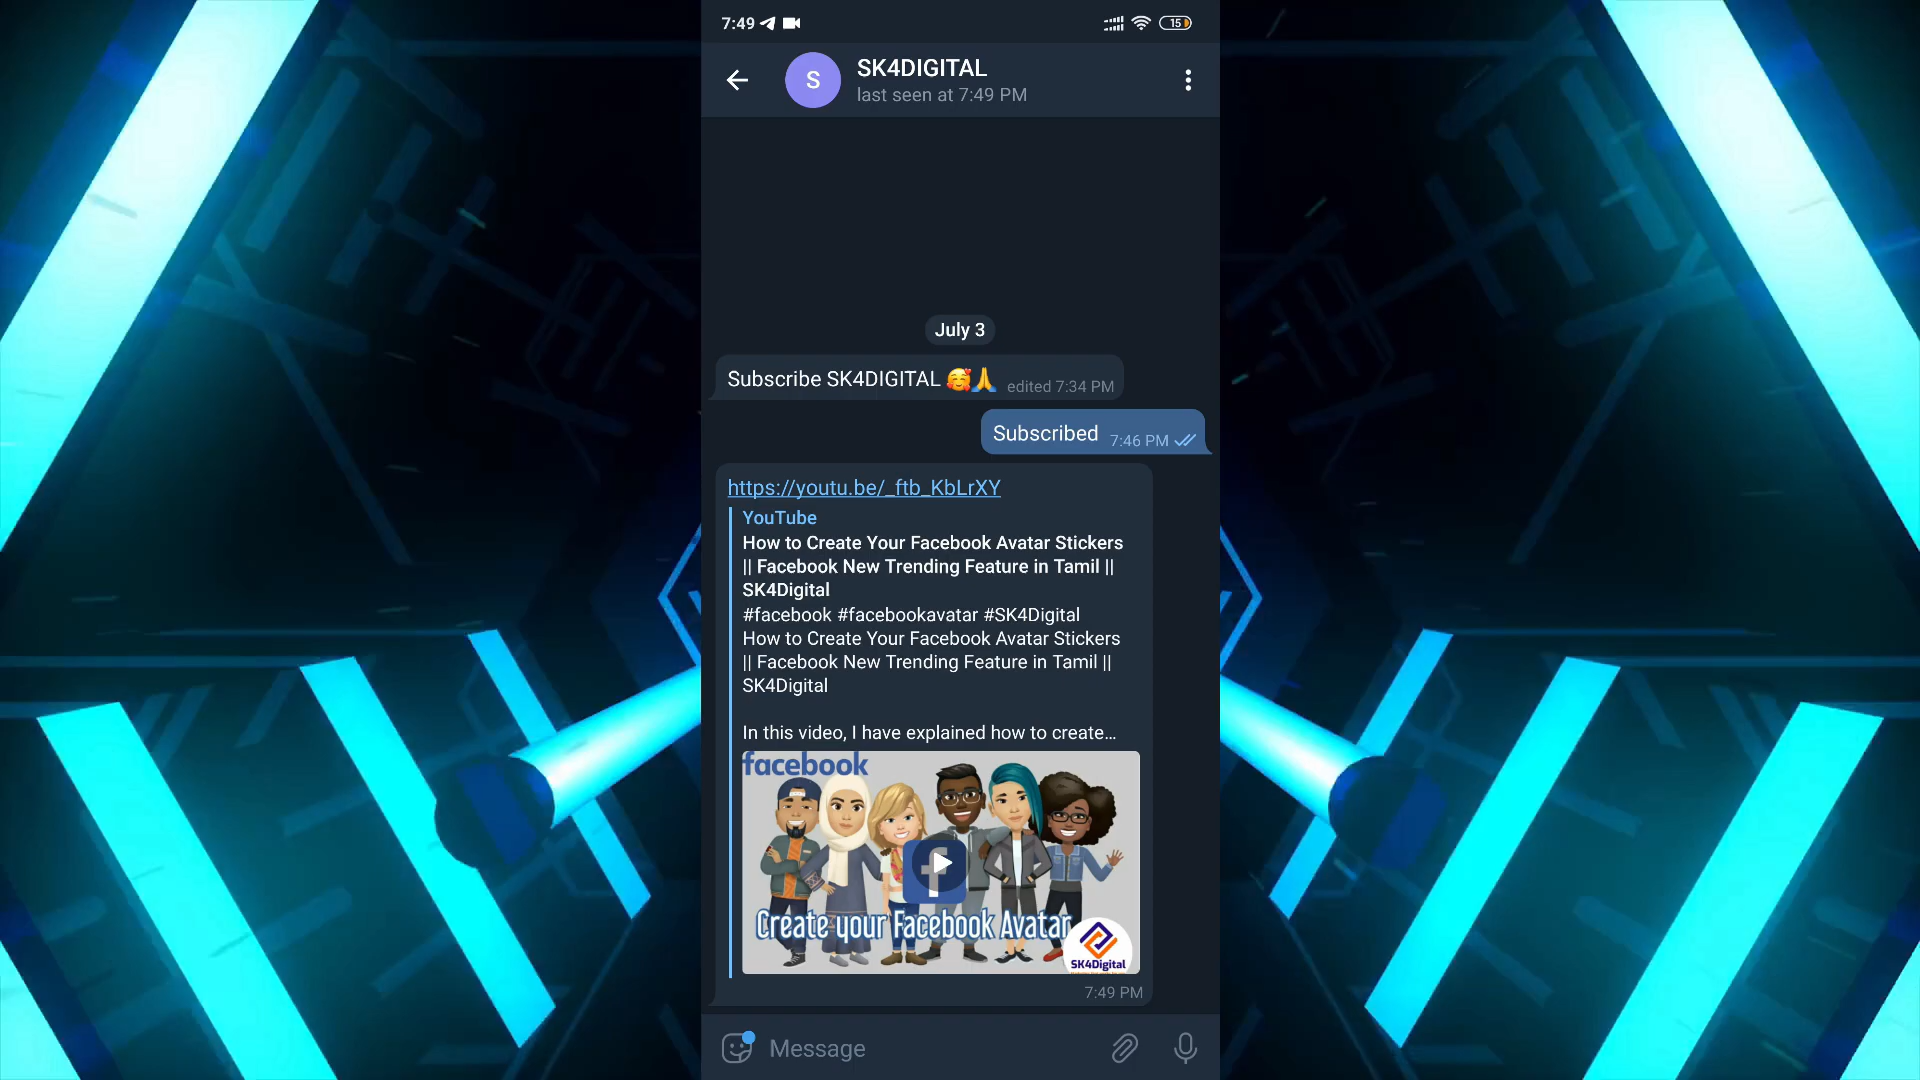 7:49
15
S
SK4DIGITAL
last seen at 7:49 PM
July 3
Subscribe SK4DIGITAL 🥰🙏 edited 7:34 PM
Subscribed 7:46 PM
https://youtu.be/_ftb_KbLrXY
YouTube
How to Create Your Facebook Avatar Stickers
|| Facebook New Trending Feature in Tamil ||
SK4Digital
#facebook #facebookavatar #SK4Digital
How to Create Your Facebook Avatar Stickers
|| Facebook New Trending Feature in Tamil ||
SK4Digital
In this video, I have explained how to create...
facebook
f
Create your Facebook Avatar
SK4Digital
7:49 PM
Message